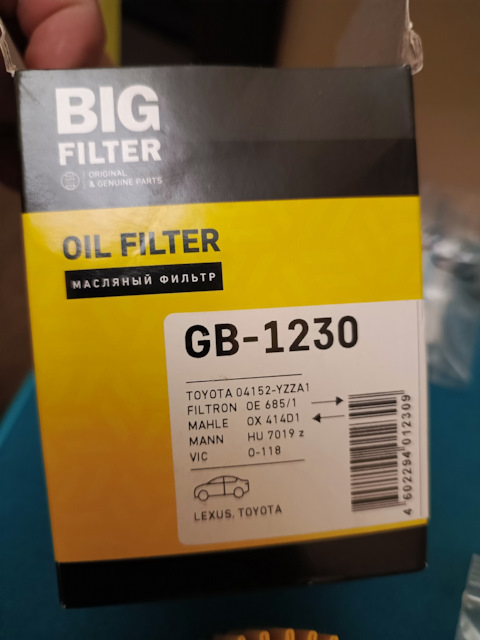 BIG
FILTER
ORIGINAL
& GENUINE PARTS
OIL FILTER
МАСЛЯНЫЙ ФИЛЬТР
GB-1230
TOYOTA 04152-YZZA1
FILTRON OE 685/1
MAHLE OX 414D1
MANN HU 7019 z
VIC O-118
LEXUS, TOYOTA
4 602294 012309